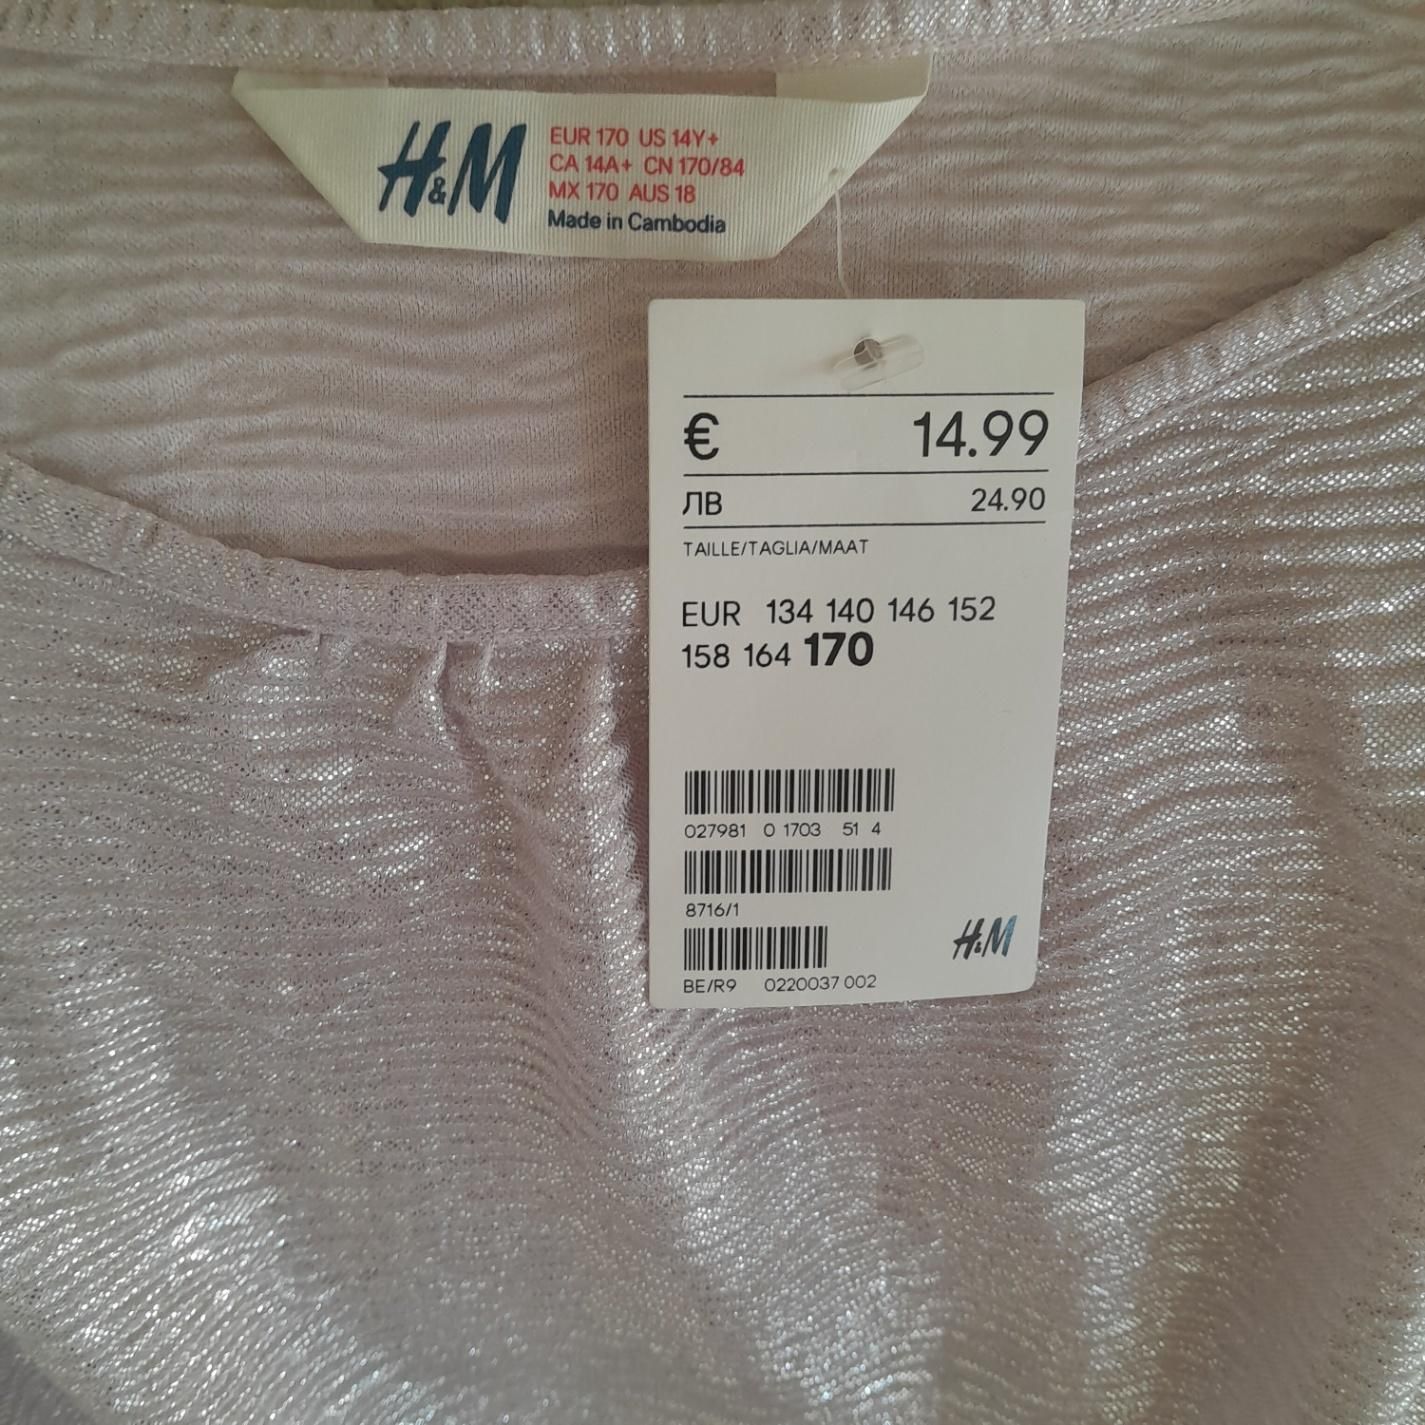 H&M
EUR 170 US 14Y+
CA 14A+ CN 170/84
MX 170 AUS 18
Made in Cambodia
€ 14.99
ЛВ 24.90
TAILLE/TAGLIA/MAAT
EUR 134 140 146 152
158 164 170
027981 0 1703 51 4
8716/1
H&M
BE/R9 0220037 002